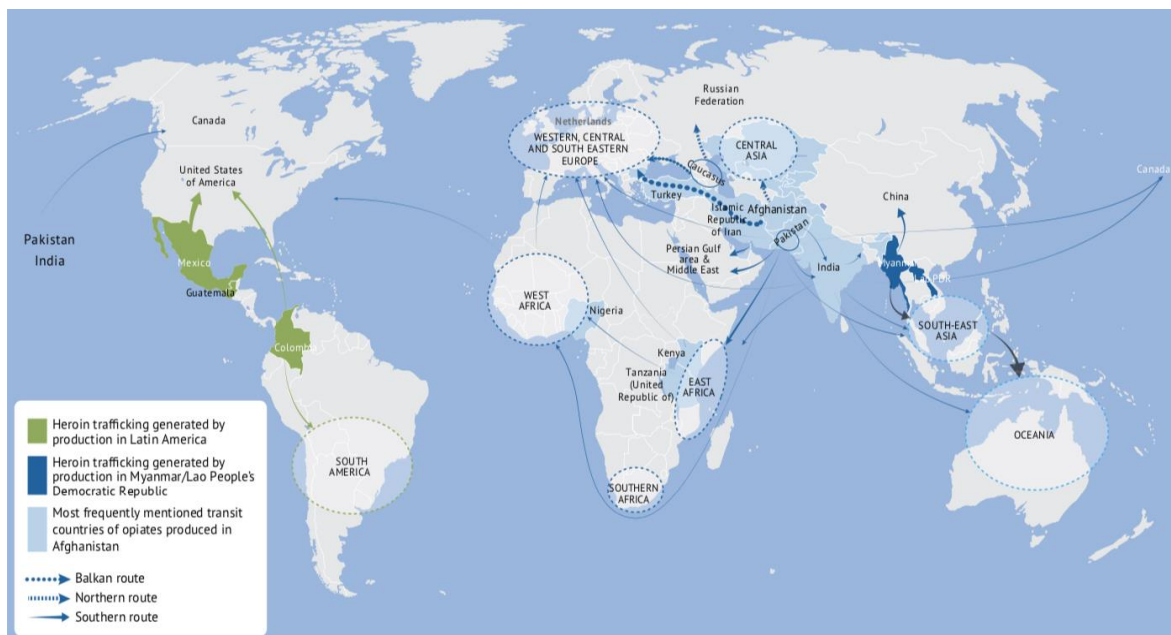 Russian
Federation
Canada
Netherlands
WESTERN, CENTRAL
AND SOUTH EASTERN
EUROPE
CENTRAL
ASIA
Caucasus
Canada
United States
of America
China
Turkey
Islamic
Republic
of Iran
Afghanistan
Pakistan
Pakistan
India
Persian Gulf
area &
Middle East
India
Mexico
Guatemala
Myanmar
Lao PDR
WEST
AFRICA
Nigeria
SOUTH-EAST
ASIA
Colombia
Kenya
Tanzania
(United
Republic of)
EAST
AFRICA
OCEANIA
SOUTH
AMERICA
SOUTHERN
AFRICA
Heroin trafficking generated by
production in Latin America
Heroin trafficking generated by
production in Myanmar/Lao People's
Democratic Republic
Most frequently mentioned transit
countries of opiates produced in
Afghanistan
Balkan route
Northern route
Southern route